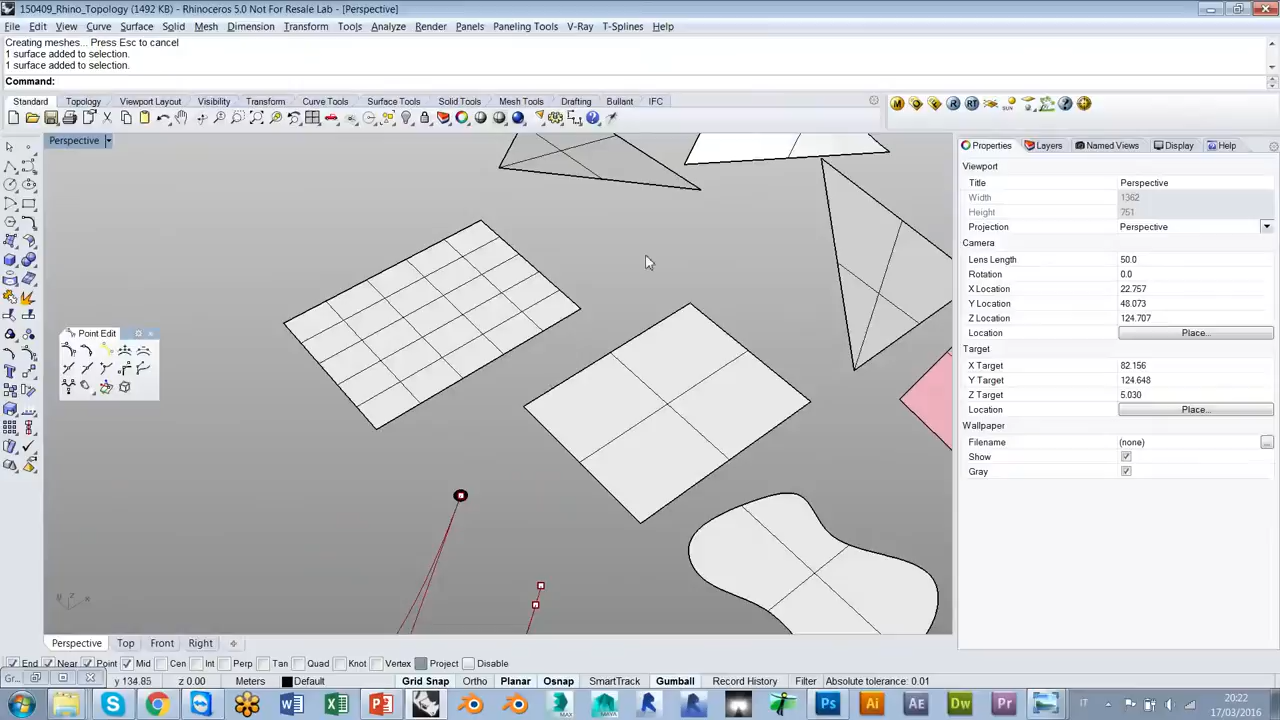 150409_Rhino_Topology (1492 KB) - Rhinoceros 5.0 Not For Resale Lab - [Perspective]
File Edit View Curve Surface Solid Mesh Dimension Transform Tools Analyze Render Panels Paneling Tools V-Ray T-Splines Help
Creating meshes... Press Esc to cancel
1 surface added to selection.
1 surface added to selection.
Command:
Standard Topology Viewport Layout Visibility Transform Curve Tools Surface Tools Solid Tools Mesh Tools Drafting Bullant IFC
Perspective
Properties Layers Named Views Display Help
Viewport
Title Perspective
Width 1362
Height 751
Projection Perspective
Camera
Lens Length 50.0
Rotation 0.0
X Location 22.757
Y Location 48.073
Z Location 124.707
Location Place...
Target
X Target 82.156
Y Target 124.648
Z Target 5.030
Location Place...
Wallpaper
Filename (none)
Show
Gray
Point Edit
Perspective Top Front Right
End Near Point Mid Cen Int Perp Tan Quad Knot Vertex Project Disable
Gr... y 134.85 z 0.00 Meters Default Grid Snap Ortho Planar Osnap SmartTrack Gumball Record History Filter Absolute tolerance: 0.01
IT 20:22
17/03/2016